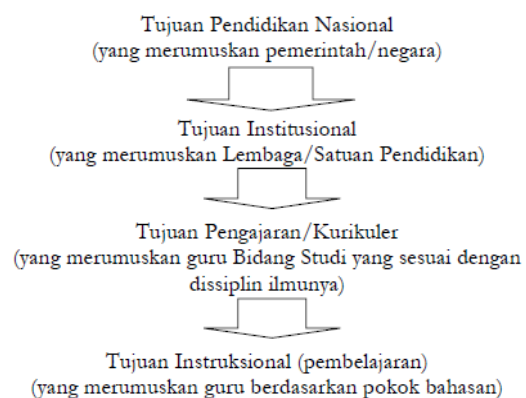 Tujuan Pendidikan Nasional
(yang merumuskan pemerintah/negara)
Tujuan Institusional
(yang merumuskan Lembaga/Satuan Pendidikan)
Tujuan Pengajaran/Kurikuler
(yang merumuskan guru Bidang Studi yang sesuai dengan
dissiplin ilmunya)
Tujuan Instruksional (pembelajaran)
(yang merumuskan guru berdasarkan pokok bahasan)